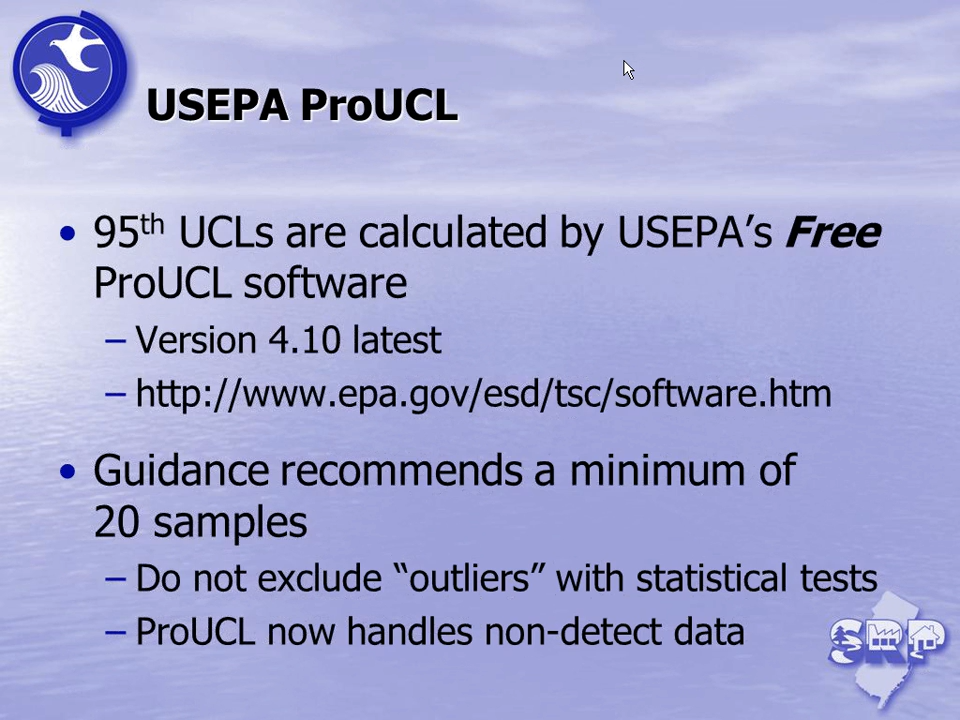 USEPA ProUCL
• 95th UCLs are calculated by USEPA’s Free
ProUCL software
– Version 4.10 latest
– http://www.epa.gov/esd/tsc/software.htm
• Guidance recommends a minimum of
20 samples
– Do not exclude “outliers” with statistical tests
– ProUCL now handles non-detect data
SRP